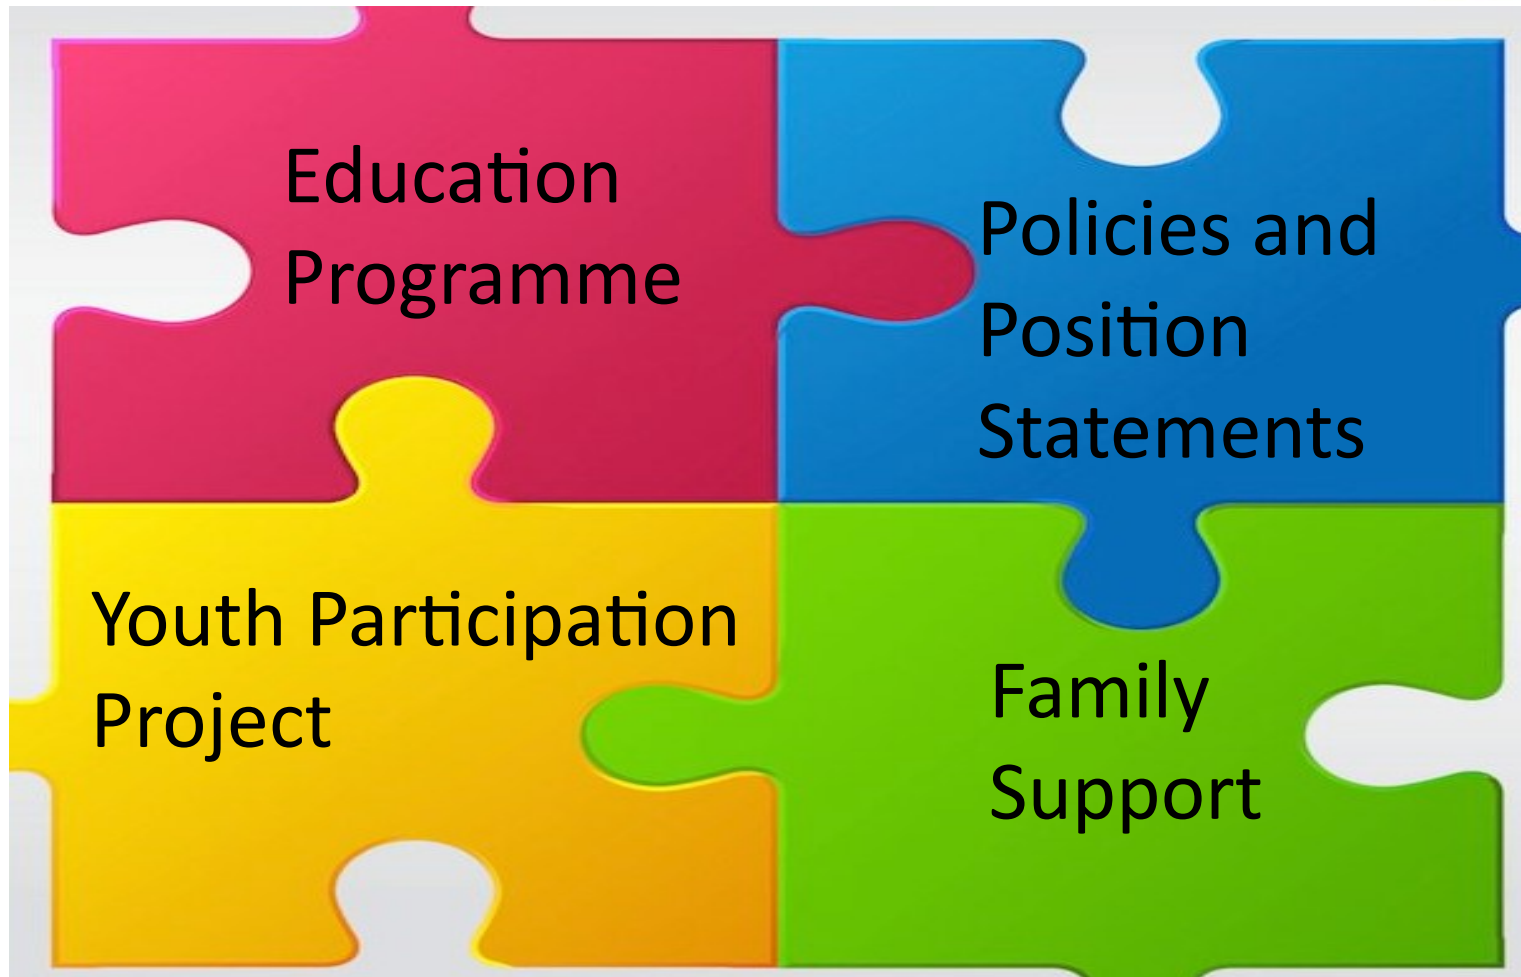 Education
Programme
Policies and
Position
Statements
Youth Participation
Project
Family
Support